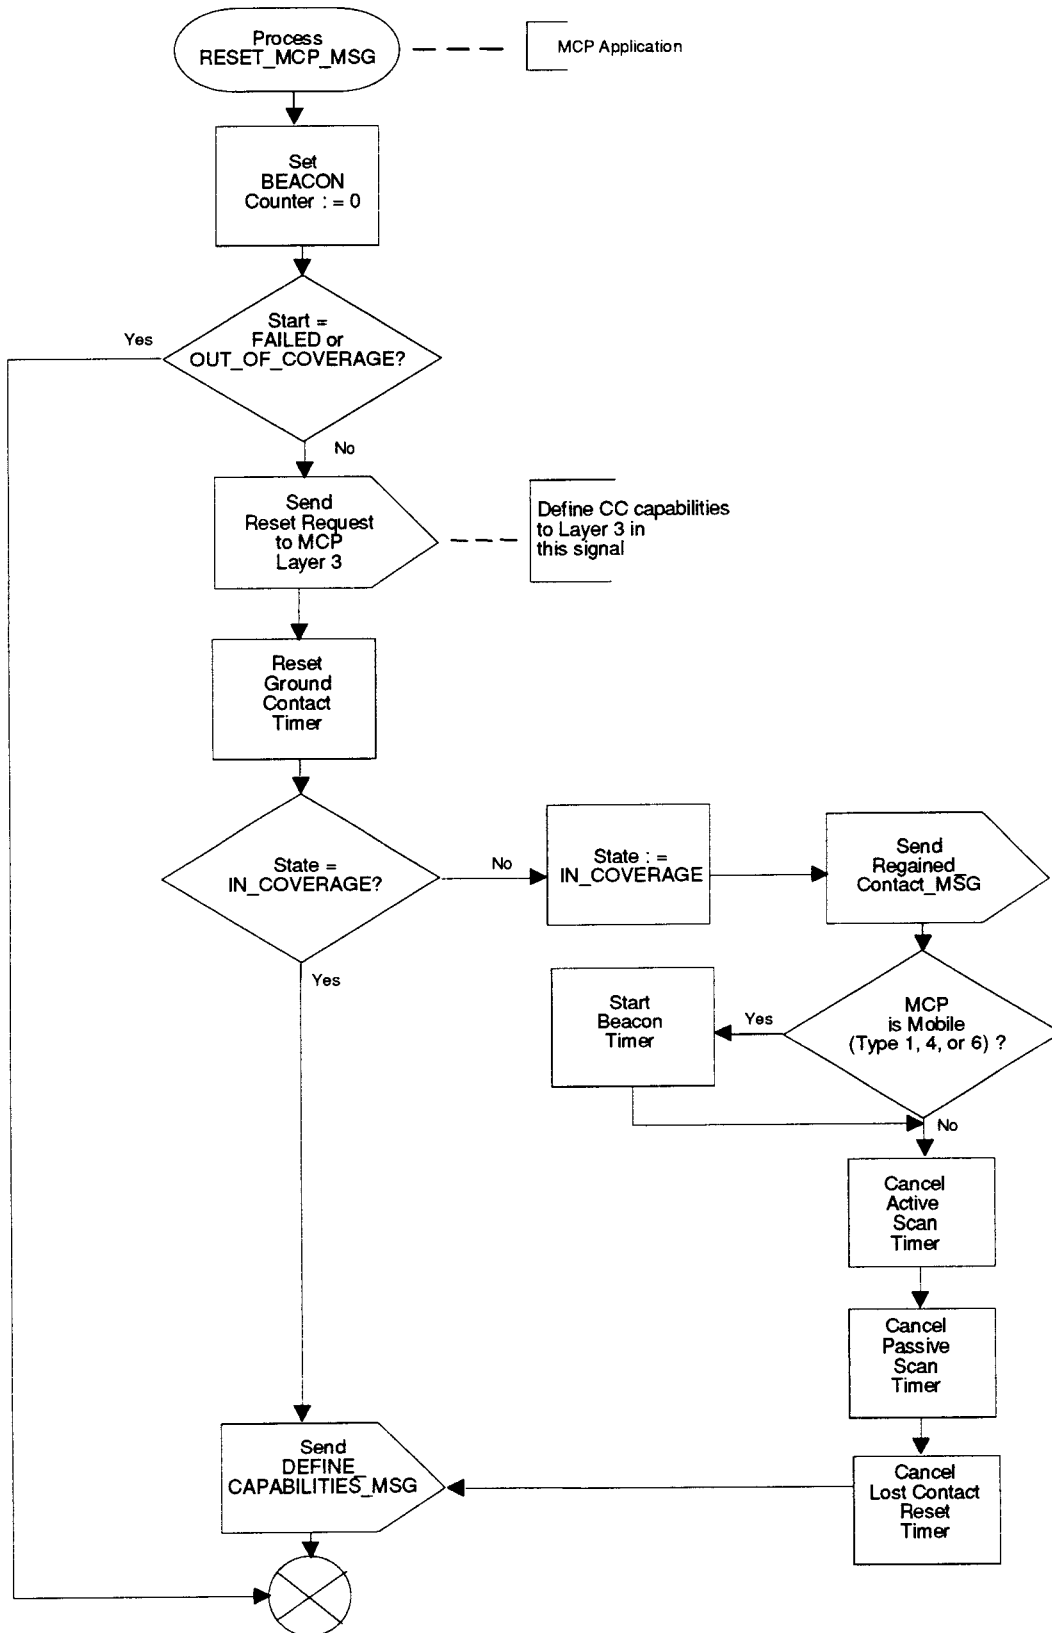 Process
RESET_MCP_MSG
MCP Application
Set
BEACON
Counter : = 0
Start =
FAILED or
OUT_OF_COVERAGE?
Yes
No
Send
Reset Request
to MCP
Layer 3
Define CC capabilities
to Layer 3 in
this signal
Reset
Ground
Contact
Timer
State =
IN_COVERAGE?
No
State : =
IN_COVERAGE
Send
Regained_
Contact_MSG
Yes
MCP
is Mobile
(Type 1, 4, or 6) ?
Yes
Start
Beacon
Timer
No
Cancel
Active
Scan
Timer
Cancel
Passive
Scan
Timer
Cancel
Lost Contact
Reset
Timer
Send
DEFINE_
CAPABILITIES_MSG